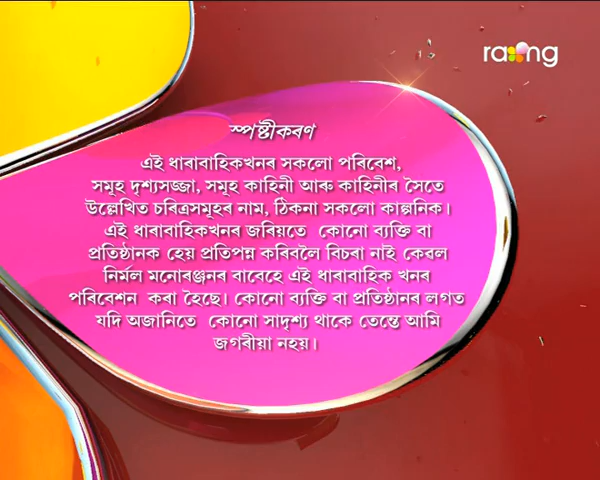 rang
স্পষ্টীকৰণ
এই ধাৰাবাহিকখনৰ সকলো পৰিবেশ,
সমূহ দৃশ্যসজ্জা, সমূহ কাহিনী আৰু কাহিনীৰ সৈতে
উল্লেখিত চৰিত্ৰসমূহৰ নাম, ঠিকনা সকলো কাল্পনিক।
এই ধাৰাবাহিকখনৰ জৰিয়তে কোনো ব্যক্তি বা
প্ৰতিষ্ঠানক হেয় প্ৰতিপন্ন কৰিবলৈ বিচৰা নাই কেৱল
নিৰ্মল মনোৰঞ্জনৰ বাবেহে এই ধাৰাবাহিক খনৰ
পৰিবেশন কৰা হৈছে। কোনো ব্যক্তি বা প্ৰতিষ্ঠানৰ লগত
যদি অজানিতে কোনো সাদৃশ্য থাকে তেন্তে আমি
জগৰীয়া নহয়।